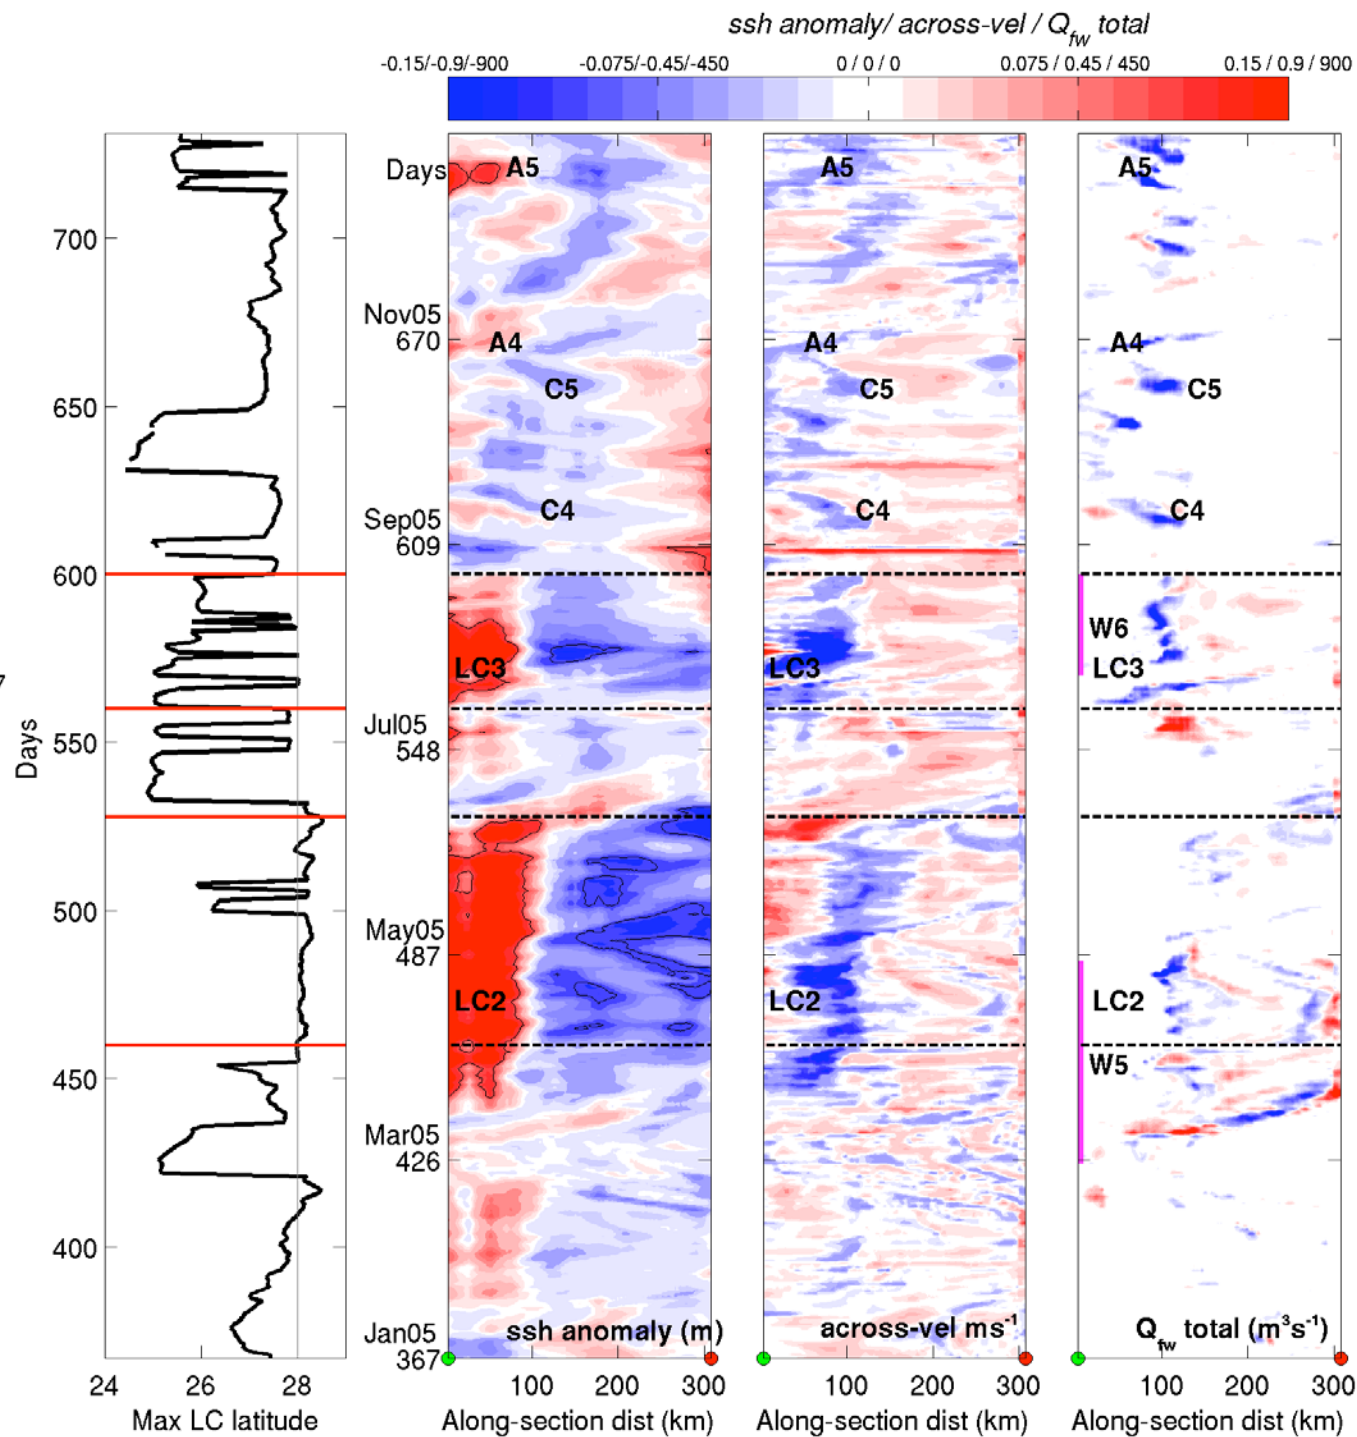 ssh anomaly/ across-vel / Qfw total
-0.15/-0.9/-900 -0.075/-0.45/-450 0 / 0 / 0 0.075 / 0.45 / 450 0.15 / 0.9 / 900
Days
700
650
600
550
500
450
400
24 26 28
Max LC latitude
7
Days
Nov05
670
Sep05
609
Jul05
548
May05
487
Mar05
426
Jan05
367
A5
A4
C5
C4
LC3
LC2
ssh anomaly (m)
100 200 300
Along-section dist (km)
A5
A4
C5
C4
LC3
LC2
across-vel ms-1
100 200 300
Along-section dist (km)
A5
A4
C5
C4
W6
LC3
LC2
W5
Qfw total (m3s-1)
100 200 300
Along-section dist (km)